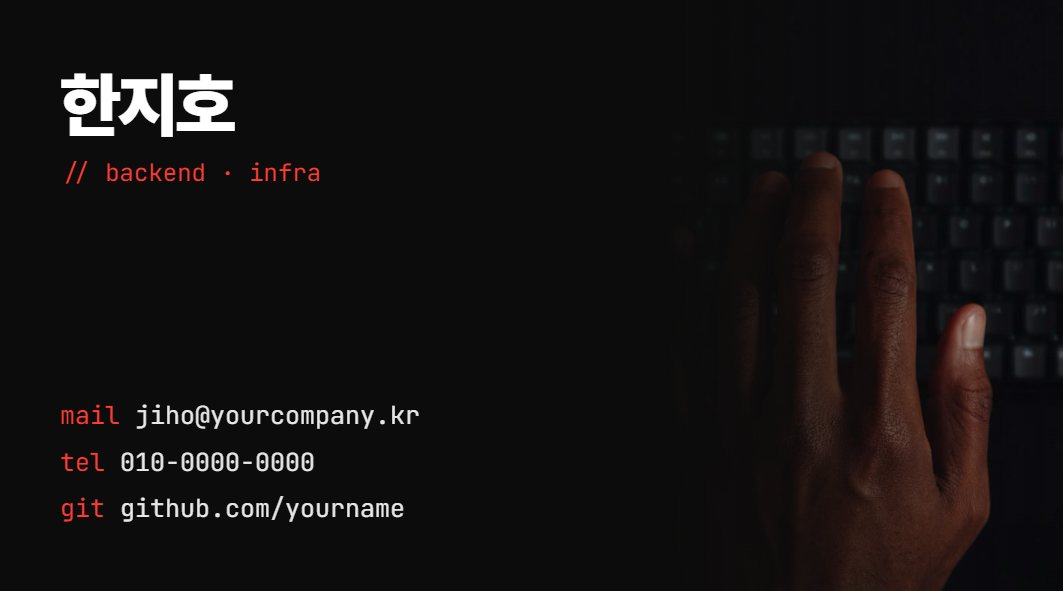 한지호
// backend · infra
mail jiho@yourcompany.kr
tel 010-0000-0000
git github.com/yourname